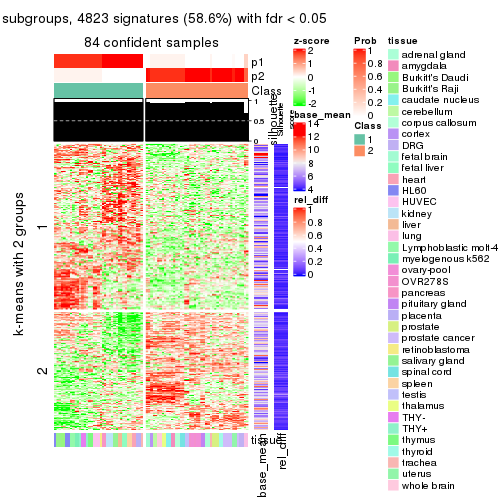 subgroups, 4823 signatures (58.6%) with fdr < 0.05
84 confident samples
p1
p2
Class
silhouette
score
1
0.5
0
k-means with 2 groups
1
2
tissue
base_mean
rel_diff
z-score
2
1
0
-1
-2
base_mean
14
12
10
8
6
4
rel_diff
1
0.8
0.6
0.4
0.2
0
Prob
1
0.8
0.6
0.4
0.2
0
Class
1
2
tissue
adrenal gland
amygdala
Burkitt's Daudi
Burkitt's Raji
caudate nucleus
cerebellum
corpus callosum
cortex
DRG
fetal brain
fetal liver
heart
HL60
HUVEC
kidney
liver
lung
Lymphoblastic molt-4
myelogenous k562
ovary-pool
OVR278S
pancreas
pituitary gland
placenta
prostate
prostate cancer
retinoblastoma
salivary gland
spinal cord
spleen
testis
thalamus
THY-
THY+
thymus
thyroid
trachea
uterus
whole brain